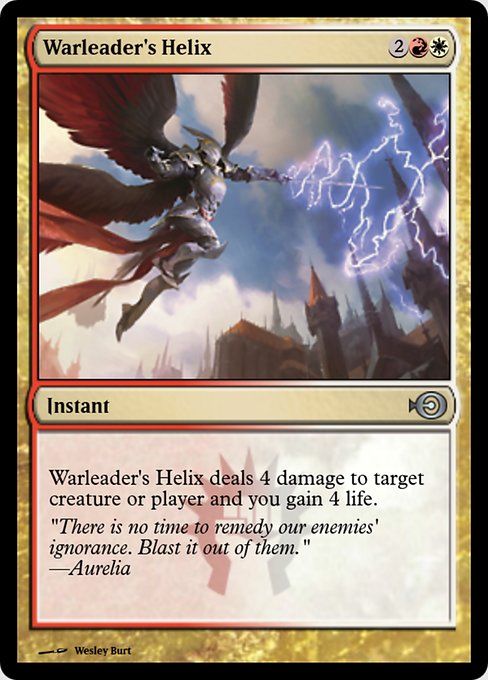 Warleader's Helix 2
Instant
Warleader's Helix deals 4 damage to target
creature or player and you gain 4 life.
"There is no time to remedy our enemies'
ignorance. Blast it out of them."
—Aurelia
Wesley Burt